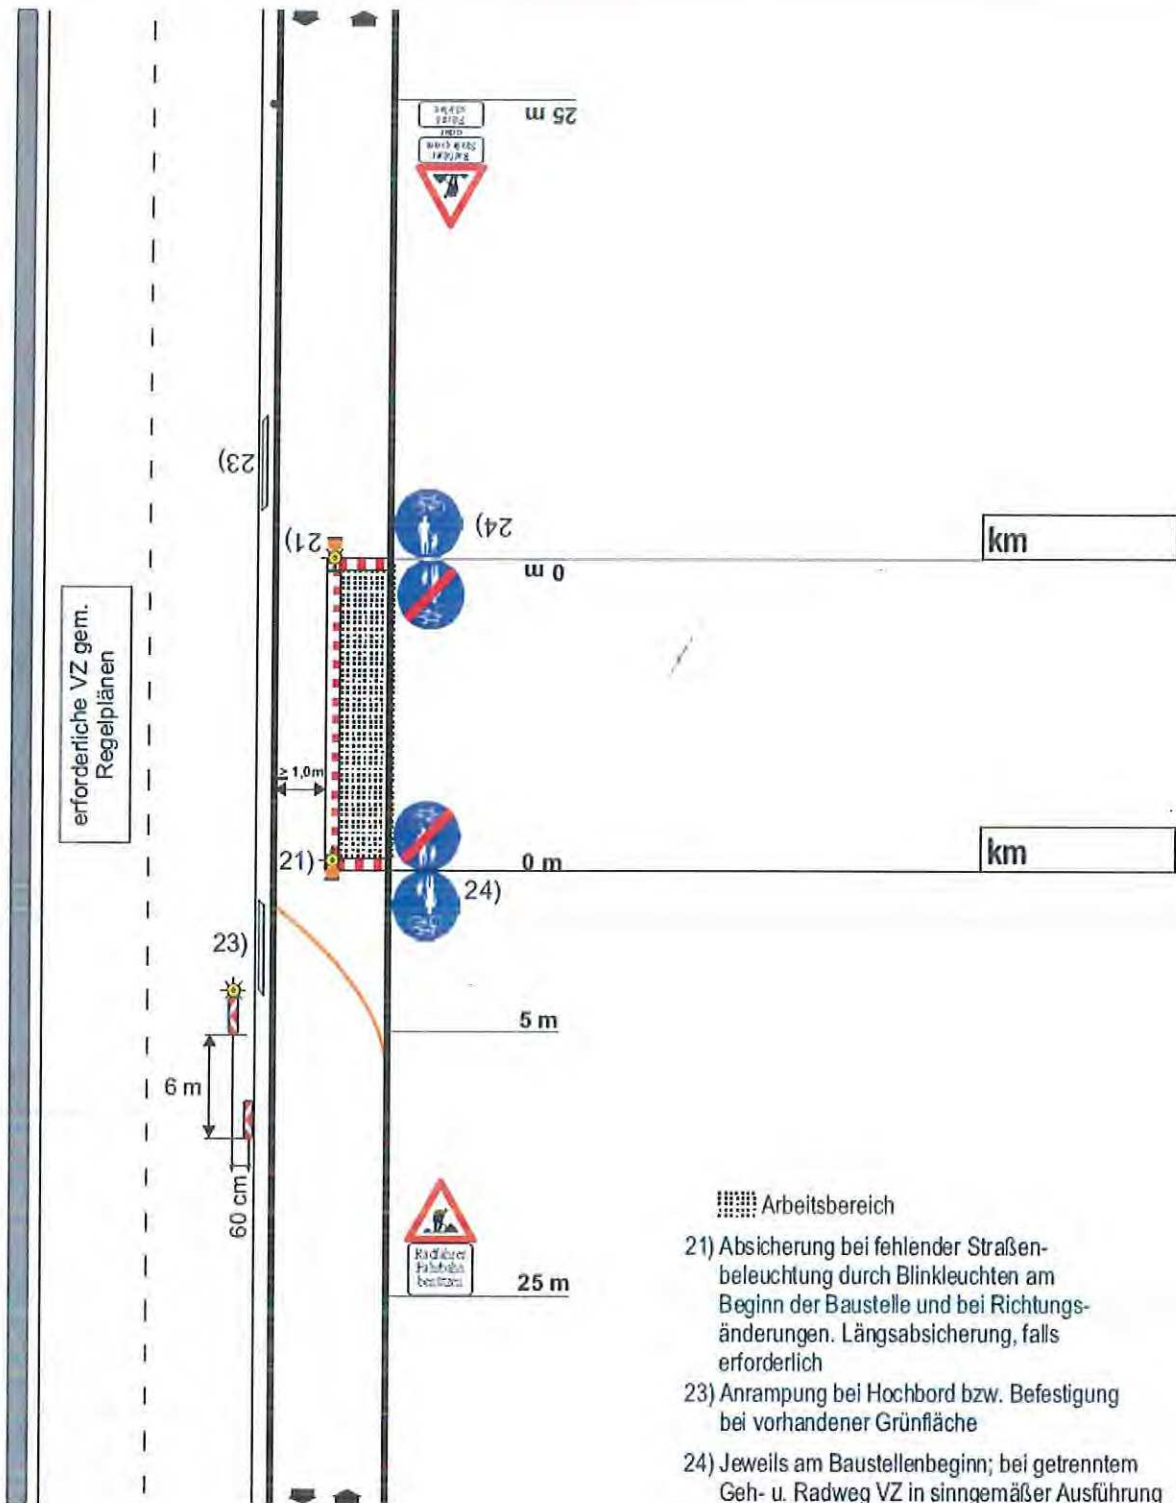 25 m
23)
24)
21)
km
0 m
erforderliche VZ gem.
Regelplänen
≥ 1,0m
km
21)
0 m
24)
23)
5 m
6 m
60 cm
Radfahrer
Fahrbahn
benutzen
25 m
Arbeitsbereich
21) Absicherung bei fehlender Straßen-
beleuchtung durch Blinkleuchten am
Beginn der Baustelle und bei Richtungs-
änderungen. Längsabsicherung, falls
erforderlich
23) Anrampung bei Hochbord bzw. Befestigung
bei vorhandener Grünfläche
24) Jeweils am Baustellenbeginn; bei getrenntem
Geh- u. Radweg VZ in sinngemäßer Ausführung